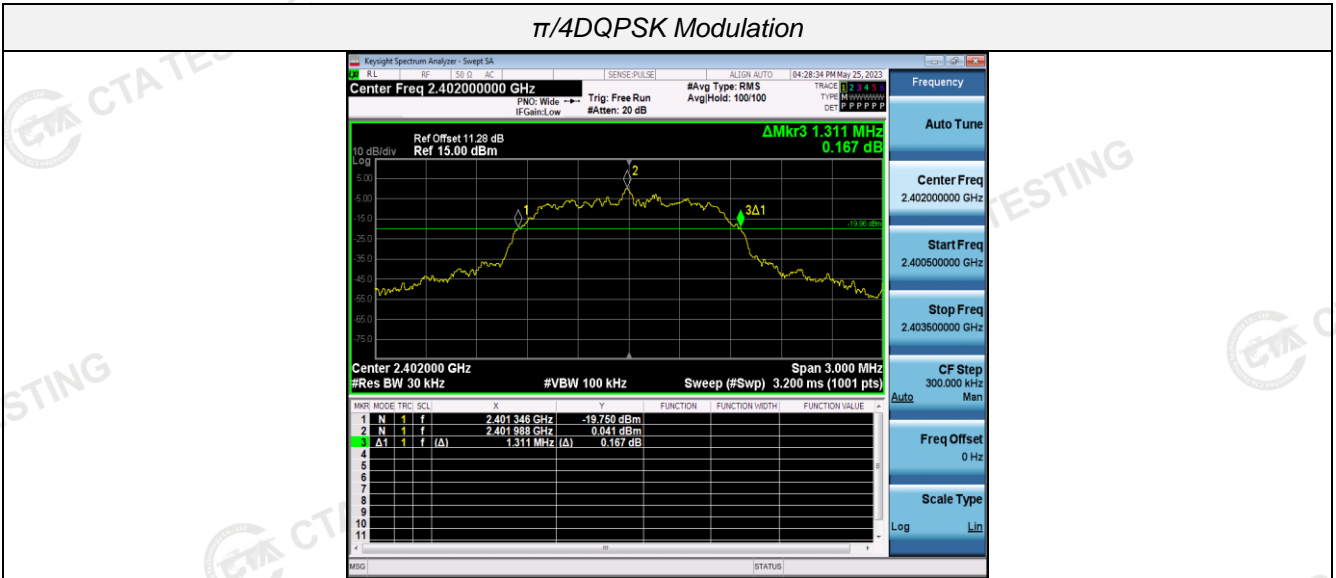 π/4DQPSK Modulation
Keysight Spectrum Analyzer - Swept SA
RL RF 50 Ω AC SENSE:PULSE ALIGN AUTO 04:28:34 PM May 25, 2023
Center Freq 2.402000000 GHz
PNO: Wide
IFGain:Low
Trig: Free Run
#Atten: 20 dB
#Avg Type: RMS
Avg|Hold: 100/100
TRACE 1 2 3 4 5 6
TYPE M WWWWW
DET P P P P P P
Ref Offset 11.28 dB
10 dB/div Ref 15.00 dBm
Log
ΔMkr3 1.311 MHz
0.167 dB
5.00
-5.00
-15.0
-25.0
-35.0
-45.0
-55.0
-65.0
-75.0
1
2
3Δ1
-19.96 dBm
Center 2.402000 GHz Span 3.000 MHz
#Res BW 30 kHz #VBW 100 kHz Sweep (#Swp) 3.200 ms (1001 pts)
MKR MODE TRC SCL X Y FUNCTION FUNCTION WIDTH FUNCTION VALUE
1 N 1 f 2.401 346 GHz -19.750 dBm
2 N 1 f 2.401 988 GHz 0.041 dBm
3 Δ1 1 f (Δ) 1.311 MHz (Δ) 0.167 dB
4
5
6
7
8
9
10
11
MSG STATUS
Frequency
Auto Tune
Center Freq
2.402000000 GHz
Start Freq
2.400500000 GHz
Stop Freq
2.403500000 GHz
CF Step
300.000 kHz
Auto Man
Freq Offset
0 Hz
Scale Type
Log Lin
CTA TES
TESTING
STING
CTA
C